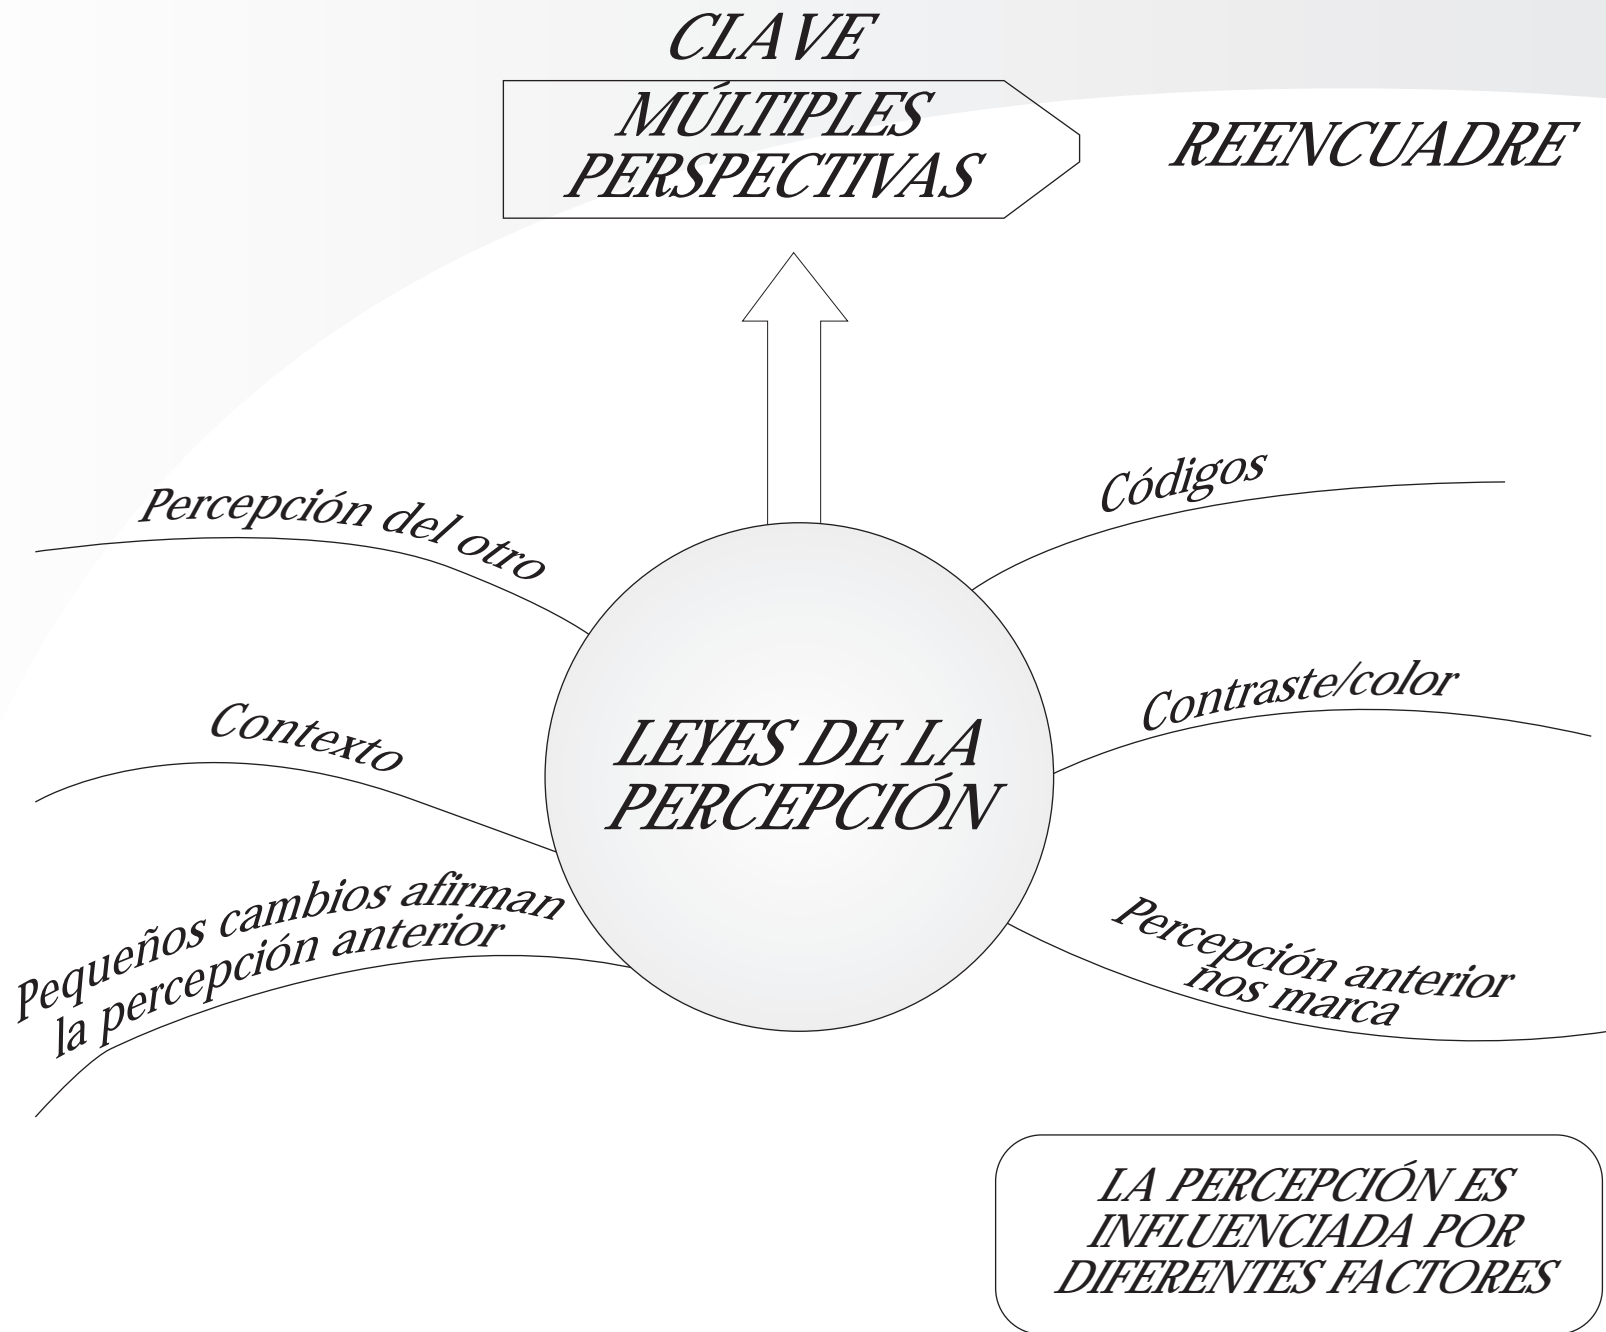 CLAVE
MÚLTIPLES
PERSPECTIVAS
REENCUADRE
Percepción del otro
Códigos
Contexto
Contraste/color
LEYES DE LA
PERCEPCIÓN
Pequeños cambios afirman
la percepción anterior
Percepción anterior
nos marca
LA PERCEPCIÓN ES
INFLUENCIADA POR
DIFERENTES FACTORES